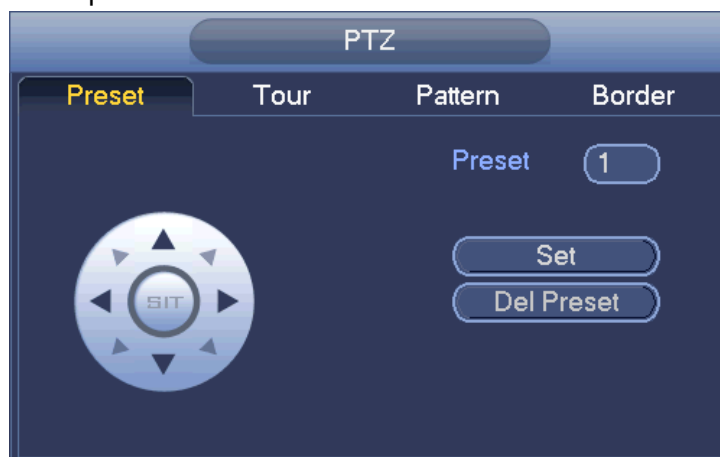 PTZ
Preset Tour Pattern Border
Preset 1
Set
SIT
Del Preset